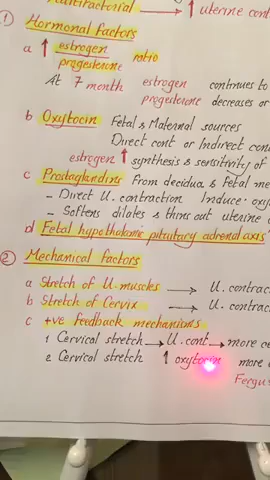 Multifactorial → ↑ uterine cont
① Hormonal factors
a ↑ estrogen / progesterone ratio
At 7 month estrogen continues to
progesterone decreases or
b Oxytocin Fetal & Maternal sources
Direct cont or Indirect con
estrogen ↑ synthesis & sensitivity of
c Prostaglandins From decidua & Fetal me
- Direct U. contraction Induce oxy
- Softens dilates & thins out uterine c
d Fetal hypothalamic pituitary adrenal axis
② Mechanical factors
a Stretch of U. muscles → U. contrac
b Stretch of Cervix → U. contrac
c +ve feedback mechanisms
1 Cervical stretch → U. cont → more ce
2 Cervical stretch ↑ oxytocin more
Fergus